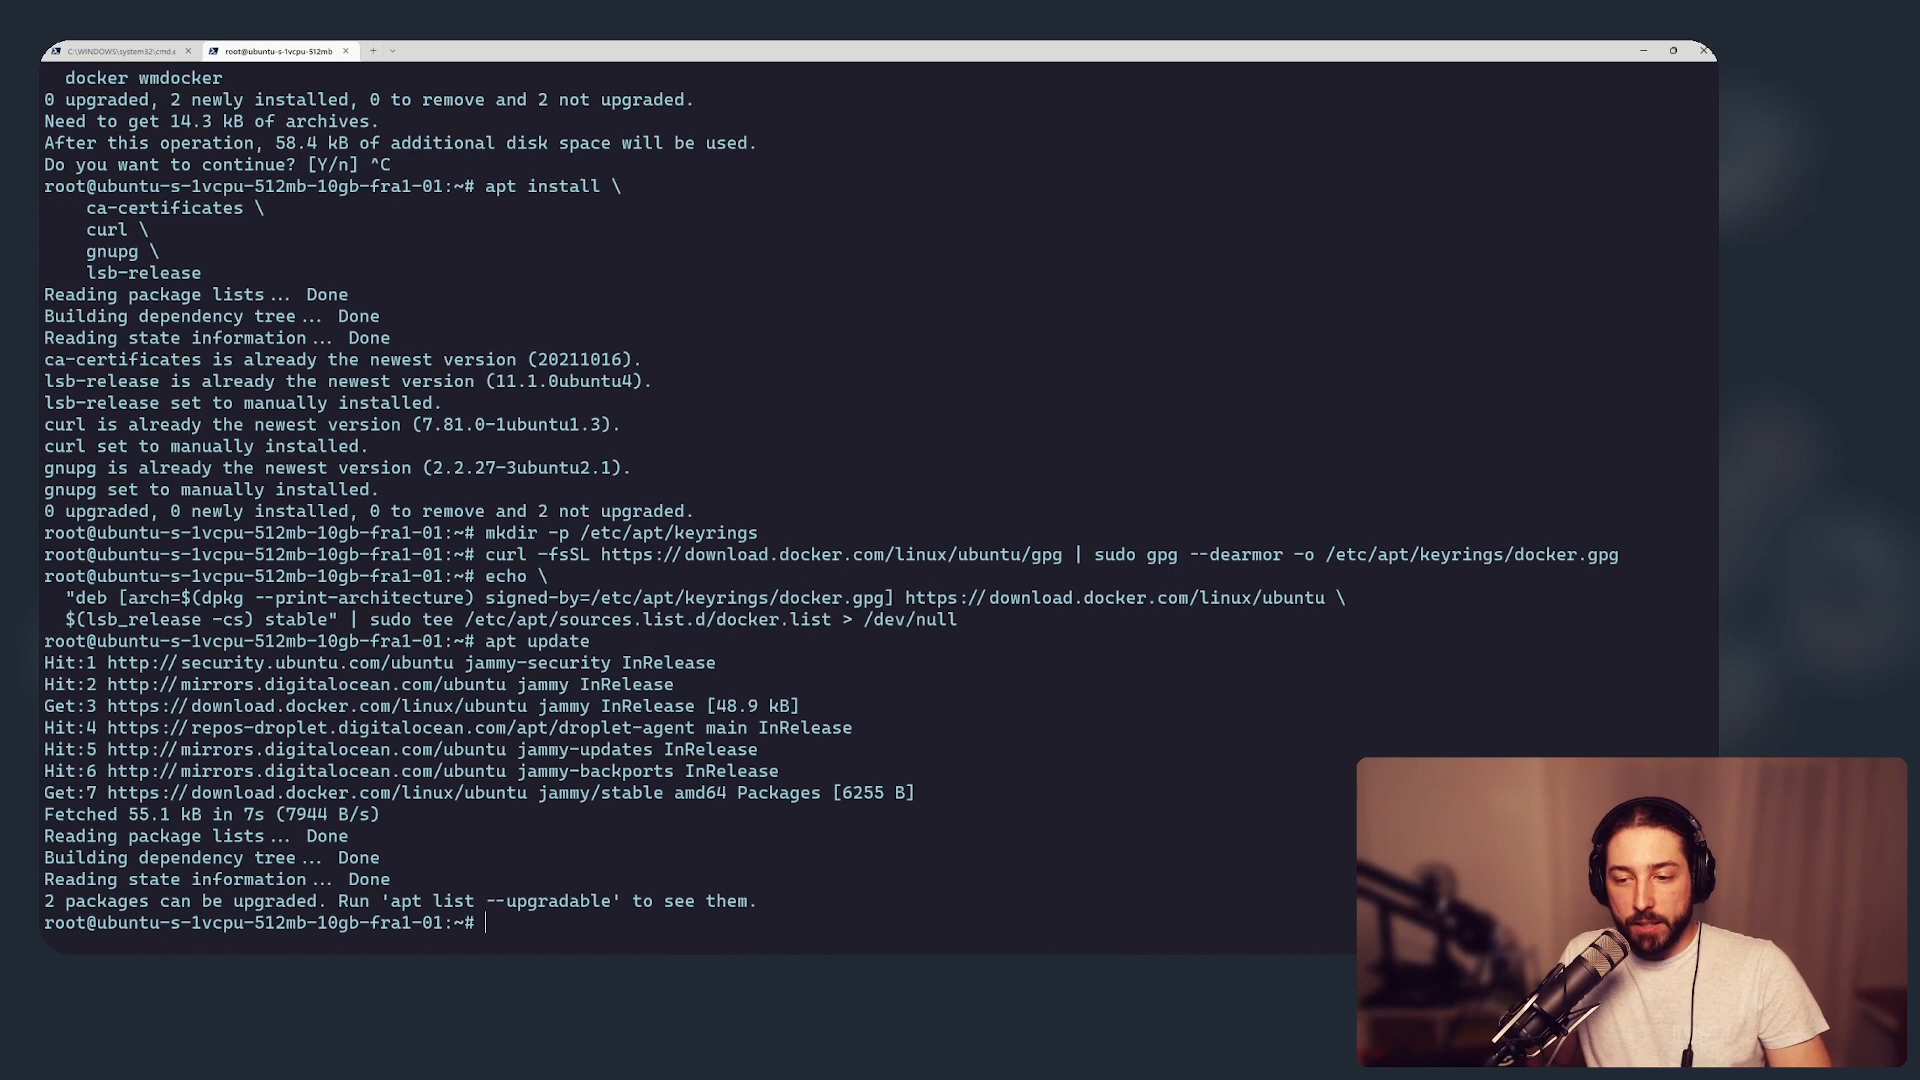 C:\WINDOWS\system32\cmd.e
root@ubuntu-s-1vcpu-512mb
docker wmdocker
0 upgraded, 2 newly installed, 0 to remove and 2 not upgraded.
Need to get 14.3 kB of archives.
After this operation, 58.4 kB of additional disk space will be used.
Do you want to continue? [Y/n] ^C
root@ubuntu-s-1vcpu-512mb-10gb-fra1-01:~# apt install \
    ca-certificates \
    curl \
    gnupg \
    lsb-release
Reading package lists... Done
Building dependency tree... Done
Reading state information... Done
ca-certificates is already the newest version (20211016).
lsb-release is already the newest version (11.1.0ubuntu4).
lsb-release set to manually installed.
curl is already the newest version (7.81.0-1ubuntu1.3).
curl set to manually installed.
gnupg is already the newest version (2.2.27-3ubuntu2.1).
gnupg set to manually installed.
0 upgraded, 0 newly installed, 0 to remove and 2 not upgraded.
root@ubuntu-s-1vcpu-512mb-10gb-fra1-01:~# mkdir -p /etc/apt/keyrings
root@ubuntu-s-1vcpu-512mb-10gb-fra1-01:~# curl -fsSL https://download.docker.com/linux/ubuntu/gpg | sudo gpg --dearmor -o /etc/apt/keyrings/docker.gpg
root@ubuntu-s-1vcpu-512mb-10gb-fra1-01:~# echo \
  "deb [arch=$(dpkg --print-architecture) signed-by=/etc/apt/keyrings/docker.gpg] https://download.docker.com/linux/ubuntu \
  $(lsb_release -cs) stable" | sudo tee /etc/apt/sources.list.d/docker.list > /dev/null
root@ubuntu-s-1vcpu-512mb-10gb-fra1-01:~# apt update
Hit:1 http://security.ubuntu.com/ubuntu jammy-security InRelease
Hit:2 http://mirrors.digitalocean.com/ubuntu jammy InRelease
Get:3 https://download.docker.com/linux/ubuntu jammy InRelease [48.9 kB]
Hit:4 https://repos-droplet.digitalocean.com/apt/droplet-agent main InRelease
Hit:5 http://mirrors.digitalocean.com/ubuntu jammy-updates InRelease
Hit:6 http://mirrors.digitalocean.com/ubuntu jammy-backports InRelease
Get:7 https://download.docker.com/linux/ubuntu jammy/stable amd64 Packages [6255 B]
Fetched 55.1 kB in 7s (7944 B/s)
Reading package lists... Done
Building dependency tree... Done
Reading state information... Done
2 packages can be upgraded. Run 'apt list --upgradable' to see them.
root@ubuntu-s-1vcpu-512mb-10gb-fra1-01:~#